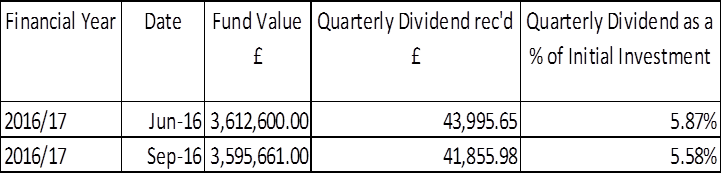 Financial Year Date Fund Value Quarterly Dividend rec'd Quarterly Dividend as a
£ £ % of Initial Investment
2016/17 Jun-16 3,612,600.00 43,995.65 5.87%
2016/17 Sep-16 3,595,661.00 41,855.98 5.58%